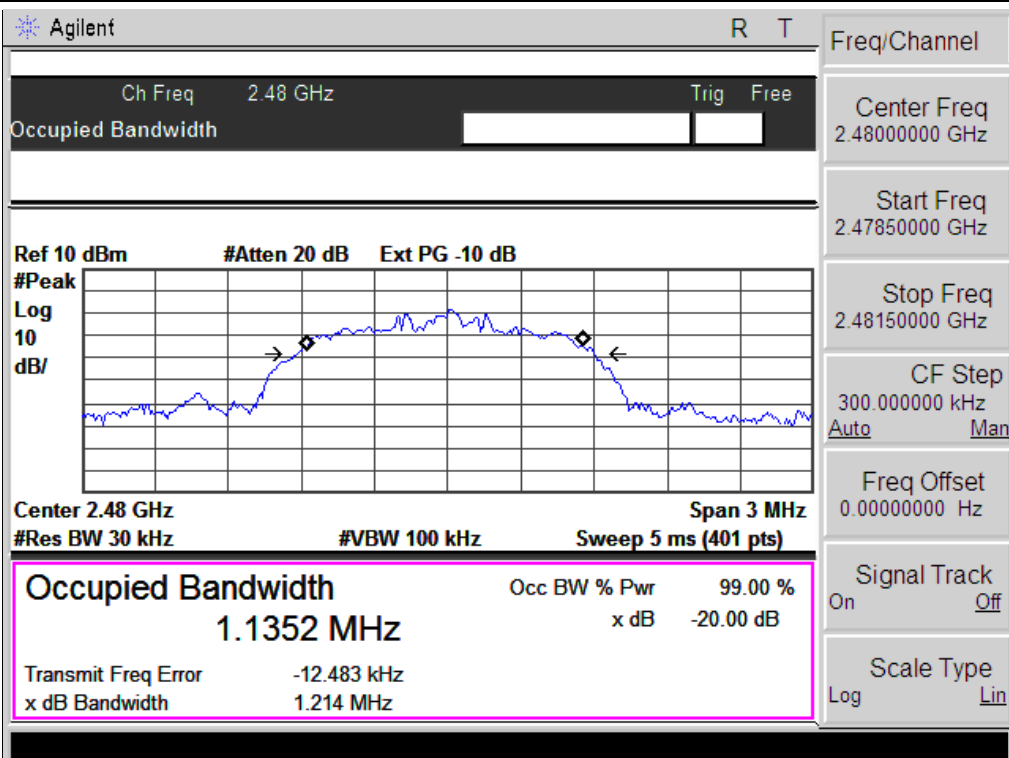 Agilent R T
Ch Freq 2.48 GHz Trig Free
Occupied Bandwidth
Ref 10 dBm #Atten 20 dB Ext PG -10 dB
#Peak
Log
10
dB/
Center 2.48 GHz Span 3 MHz
#Res BW 30 kHz #VBW 100 kHz Sweep 5 ms (401 pts)
Occupied Bandwidth Occ BW % Pwr 99.00 %
1.1352 MHz x dB -20.00 dB
Transmit Freq Error -12.483 kHz
x dB Bandwidth 1.214 MHz
Freq/Channel
Center Freq
2.48000000 GHz
Start Freq
2.47850000 GHz
Stop Freq
2.48150000 GHz
CF Step
300.000000 kHz
Auto Man
Freq Offset
0.00000000 Hz
Signal Track
On Off
Scale Type
Log Lin